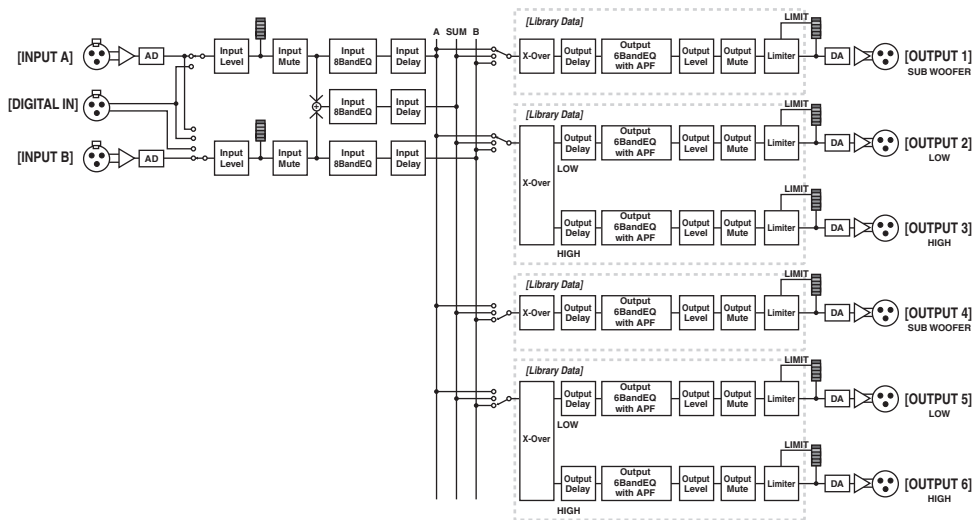 [INPUT A]
AD
Input Level
Input Mute
Input 8BandEQ
Input Delay
[DIGITAL IN]
Input 8BandEQ
Input Delay
[INPUT B]
AD
Input Level
Input Mute
Input 8BandEQ
Input Delay
A SUM B
[Library Data]
LIMIT
X-Over
Output Delay
Output 6BandEQ with APF
Output Level
Output Mute
Limiter
DA
[OUTPUT 1]
SUB WOOFER
[Library Data]
LIMIT
X-Over
Output Delay
Output 6BandEQ with APF
Output Level
Output Mute
Limiter
DA
[OUTPUT 2]
LOW
LOW
LIMIT
Output Delay
Output 6BandEQ with APF
Output Level
Output Mute
Limiter
DA
[OUTPUT 3]
HIGH
HIGH
[Library Data]
LIMIT
X-Over
Output Delay
Output 6BandEQ with APF
Output Level
Output Mute
Limiter
DA
[OUTPUT 4]
SUB WOOFER
[Library Data]
LIMIT
X-Over
Output Delay
Output 6BandEQ with APF
Output Level
Output Mute
Limiter
DA
[OUTPUT 5]
LOW
LOW
LIMIT
Output Delay
Output 6BandEQ with APF
Output Level
Output Mute
Limiter
DA
[OUTPUT 6]
HIGH
HIGH